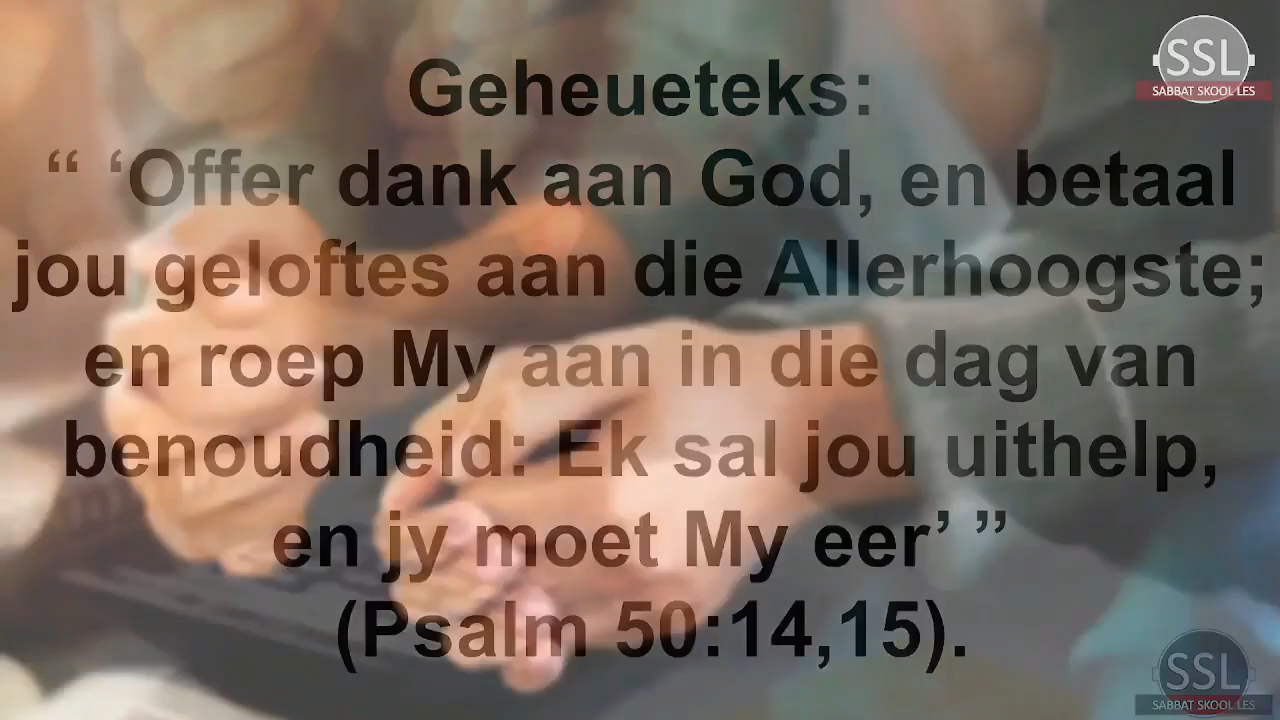 SSL
SABBAT SKOOL LES
Geheueteks:
“ ‘Offer dank aan God, en betaal
jou geloftes aan die Allerhoogste;
en roep My aan in die dag van
benoudheid: Ek sal jou uithelp,
en jy moet My eer’ ”
(Psalm 50:14,15).
SSL
SABBAT SKOOL LES